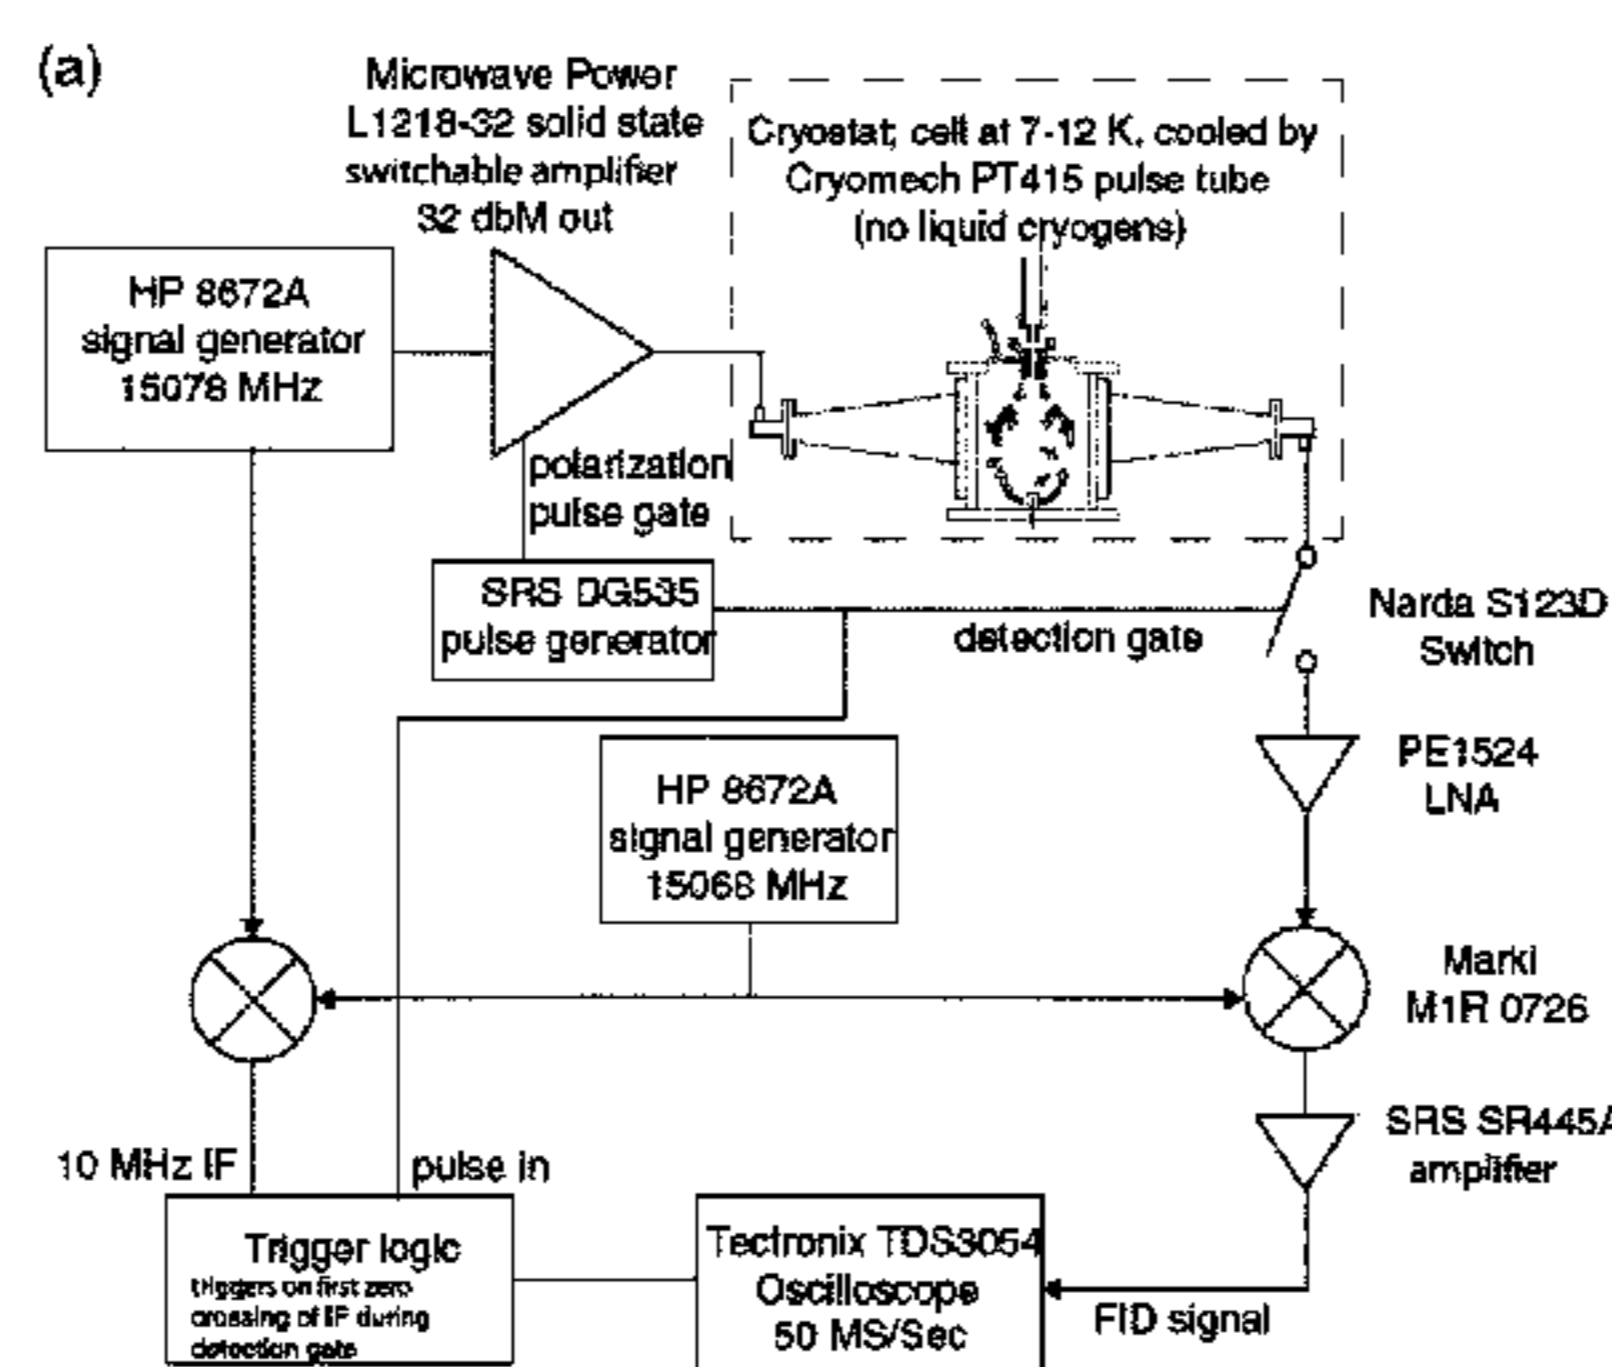 (a)
Microwave Power
L1218-32 solid state
switchable amplifier
32 dbM out
Cryostat; cell at 7-12 K, cooled by
Cryomech PT415 pulse tube
(no liquid cryogens)
HP 8672A
signal generator
15078 MHz
polarization
pulse gate
SRS DG535
pulse generator
detection gate
Narda S123D
Switch
HP 8672A
signal generator
15068 MHz
PE1524
LNA
Marki
M1R 0726
10 MHz IF
pulse in
SRS SR445A
amplifier
Trigger logic
triggers on first zero
crossing of IF during
detection gate
Tectronix TDS3054
Oscilloscope
50 MS/Sec
FID signal